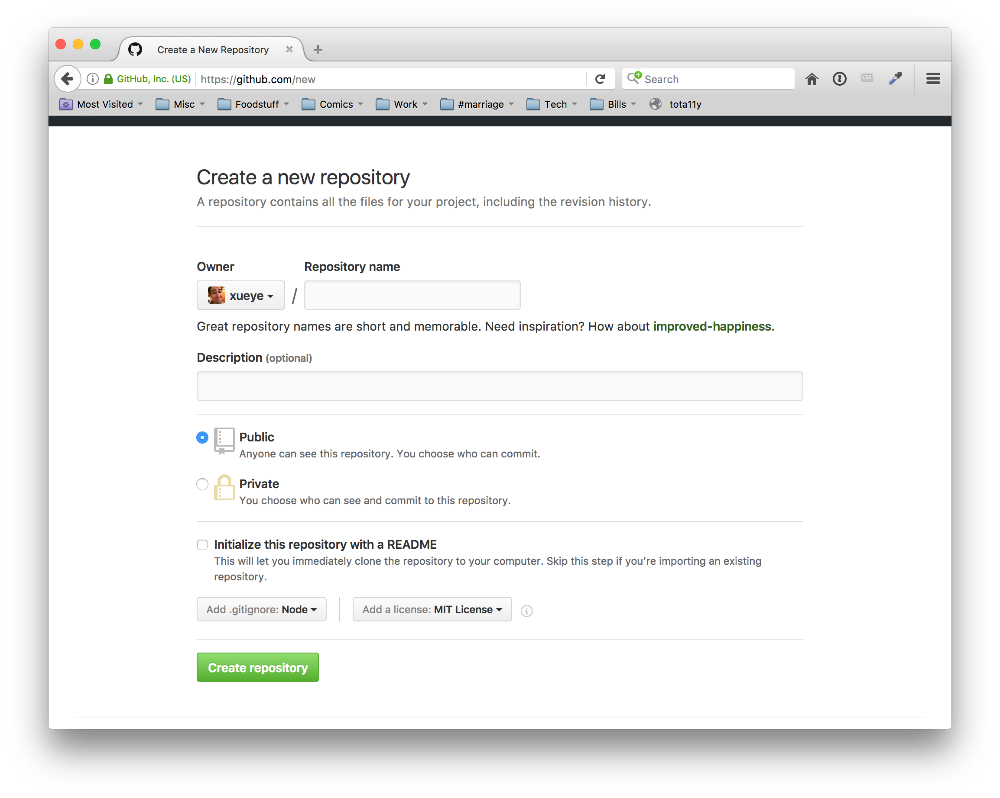 Create a New Repository
GitHub, Inc. (US) https://github.com/new Search CSS
Most Visited Misc Foodstuff Comics Work #marriage Tech Bills tota11y
Create a new repository
A repository contains all the files for your project, including the revision history.
Owner Repository name
xueye /
Great repository names are short and memorable. Need inspiration? How about improved-happiness.
Description (optional)
Public
Anyone can see this repository. You choose who can commit.
Private
You choose who can see and commit to this repository.
Initialize this repository with a README
This will let you immediately clone the repository to your computer. Skip this step if you’re importing an existing
repository.
Add .gitignore: Node Add a license: MIT License
Create repository